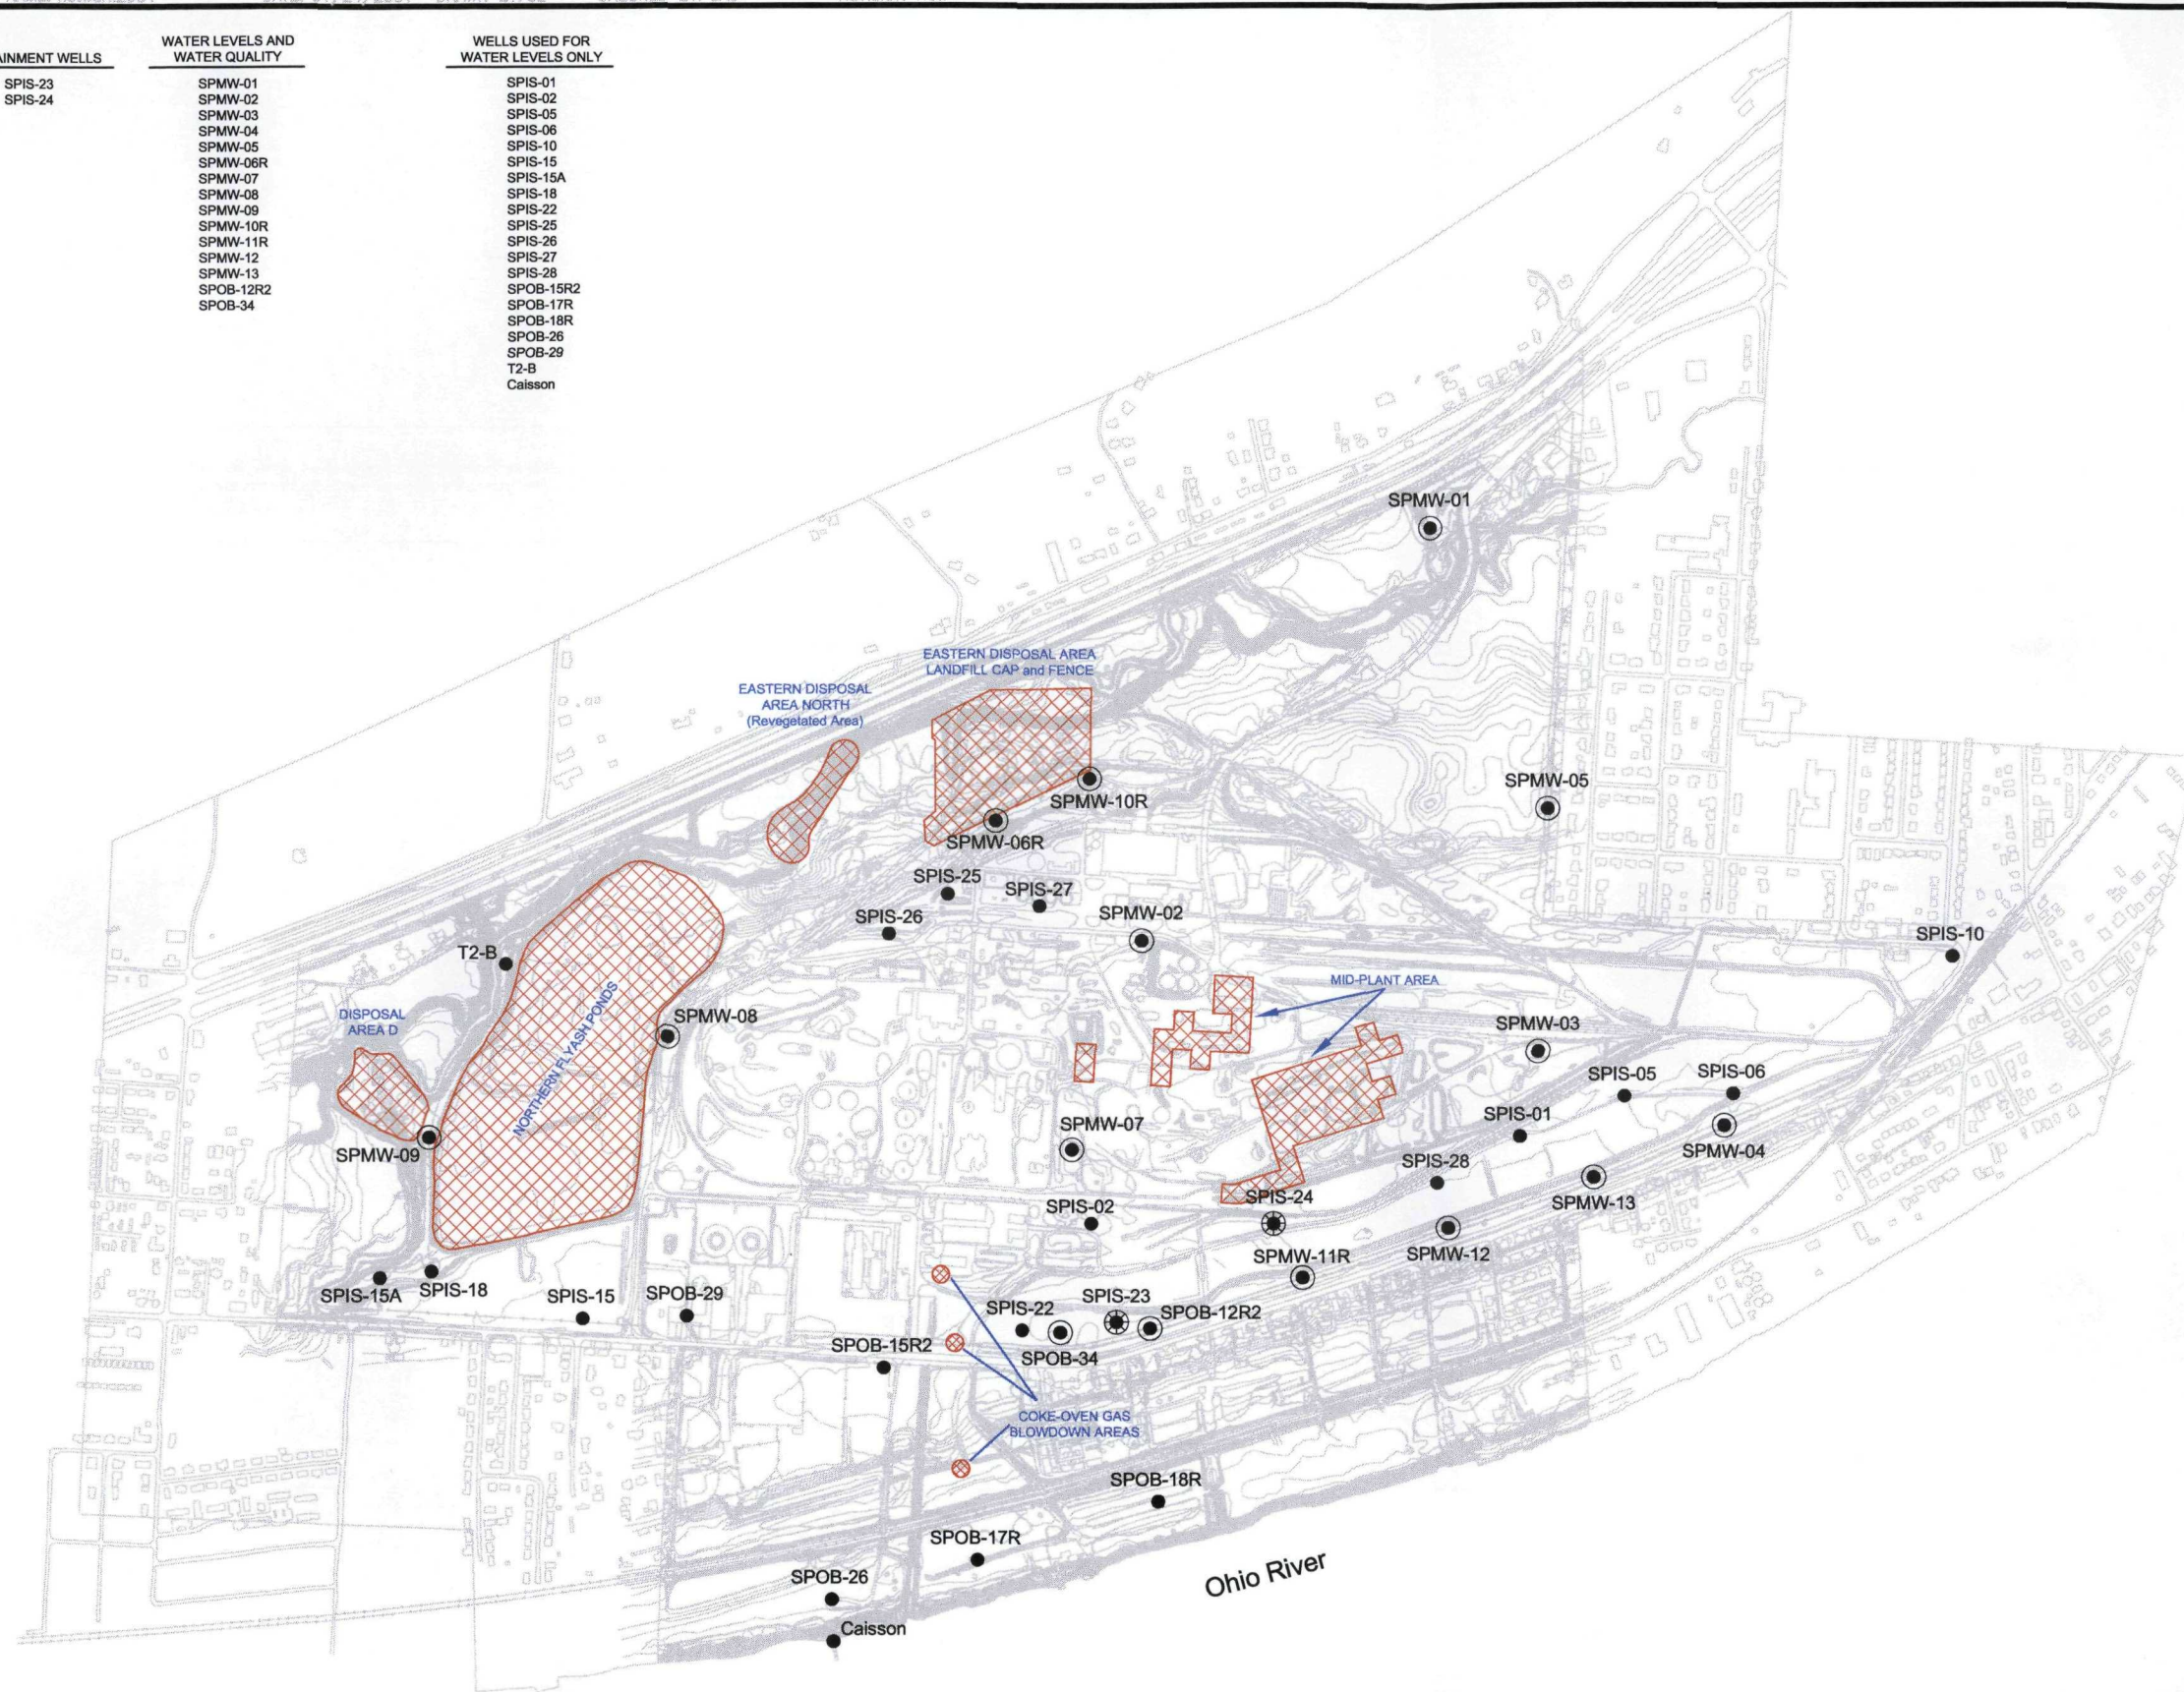 AINMENT WELLS
SPIS-23
SPIS-24
WATER LEVELS AND
WATER QUALITY
SPMW-01
SPMW-02
SPMW-03
SPMW-04
SPMW-05
SPMW-06R
SPMW-07
SPMW-08
SPMW-09
SPMW-10R
SPMW-11R
SPMW-12
SPMW-13
SPOB-12R2
SPOB-34
WELLS USED FOR
WATER LEVELS ONLY
SPIS-01
SPIS-02
SPIS-05
SPIS-06
SPIS-10
SPIS-15
SPIS-15A
SPIS-18
SPIS-22
SPIS-25
SPIS-26
SPIS-27
SPIS-28
SPOB-15R2
SPOB-17R
SPOB-18R
SPOB-26
SPOB-29
T2-B
Caisson
SPMW-01
EASTERN DISPOSAL AREA
LANDFILL CAP and FENCE
EASTERN DISPOSAL
AREA NORTH
(Revegetated Area)
SPMW-05
SPMW-10R
SPMW-06R
SPIS-25
SPIS-27
SPIS-26
SPMW-02
SPIS-10
T2-B
MID-PLANT AREA
DISPOSAL
AREA D
NORTHERN FLYASH PONDS
SPMW-08
SPMW-03
SPIS-05
SPIS-06
SPIS-01
SPMW-07
SPMW-09
SPMW-04
SPIS-28
SPIS-24
SPMW-13
SPIS-02
SPMW-11R
SPMW-12
SPIS-15A
SPIS-18
SPIS-15
SPOB-29
SPIS-22
SPIS-23
SPOB-12R2
SPOB-15R2
SPOB-34
COKE-OVEN GAS
BLOWDOWN AREAS
SPOB-18R
SPOB-17R
Ohio River
SPOB-26
Caisson